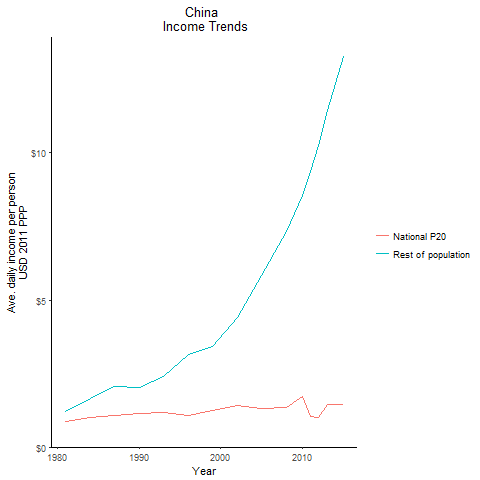 China
Income Trends
Ave. daily income per person
USD 2011 PPP
$10
$5
$0
1980
1990
2000
2010
Year
National P20
Rest of population